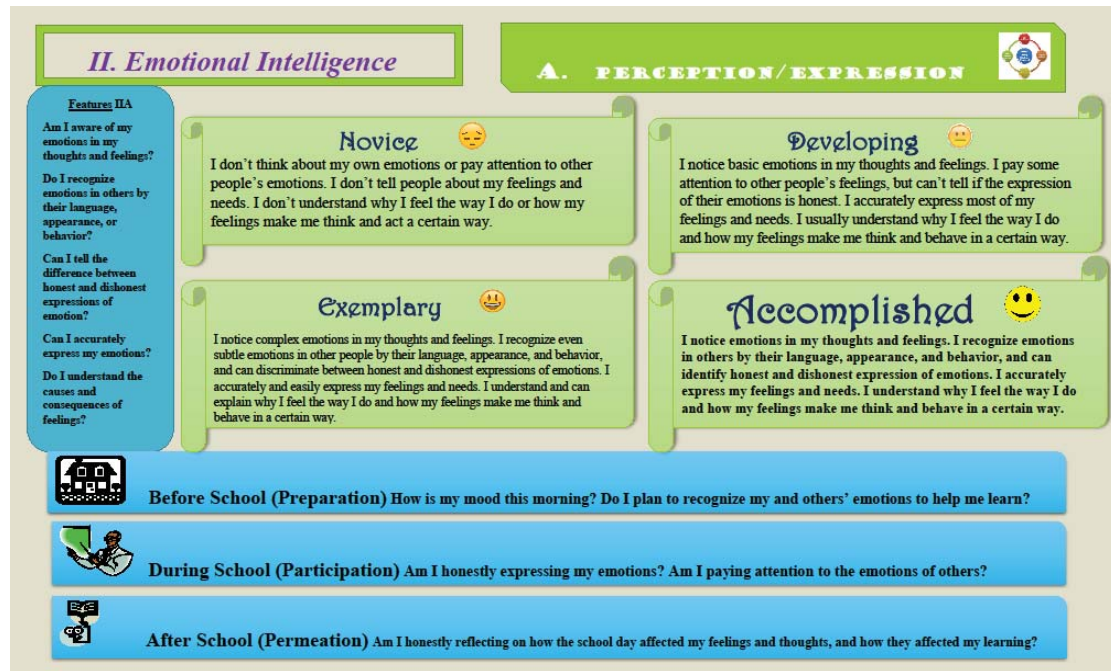 II. Emotional Intelligence
A. PERCEPTION/EXPRESSION
Features IIA
Am I aware of my
emotions in my
thoughts and feelings?
Do I recognize
emotions in others by
their language,
appearance, or
behavior?
Can I tell the
difference between
honest and dishonest
expressions of
emotion?
Can I accurately
express my emotions?
Do I understand the
causes and
consequences of
feelings?
Novice
I don't think about my own emotions or pay attention to other
people's emotions. I don't tell people about my feelings and
needs. I don't understand why I feel the way I do or how my
feelings make me think and act a certain way.
Developing
I notice basic emotions in my thoughts and feelings. I pay some
attention to other people's feelings, but can't tell if the expression
of their emotions is honest. I accurately express most of my
feelings and needs. I usually understand why I feel the way I do
and how my feelings make me think and behave in a certain way.
Exemplary
I notice complex emotions in my thoughts and feelings. I recognize even
subtle emotions in other people by their language, appearance, and behavior,
and can discriminate between honest and dishonest expressions of emotions. I
accurately and easily express my feelings and needs. I understand and can
explain why I feel the way I do and how my feelings make me think and
behave in a certain way.
Accomplished
I notice emotions in my thoughts and feelings. I recognize emotions
in others by their language, appearance, and behavior, and can
identify honest and dishonest expression of emotions. I accurately
express my feelings and needs. I understand why I feel the way I do
and how my feelings make me think and behave in a certain way.
Before School (Preparation) How is my mood this morning? Do I plan to recognize my and others' emotions to help me learn?
During School (Participation) Am I honestly expressing my emotions? Am I paying attention to the emotions of others?
After School (Permeation) Am I honestly reflecting on how the school day affected my feelings and thoughts, and how they affected my learning?